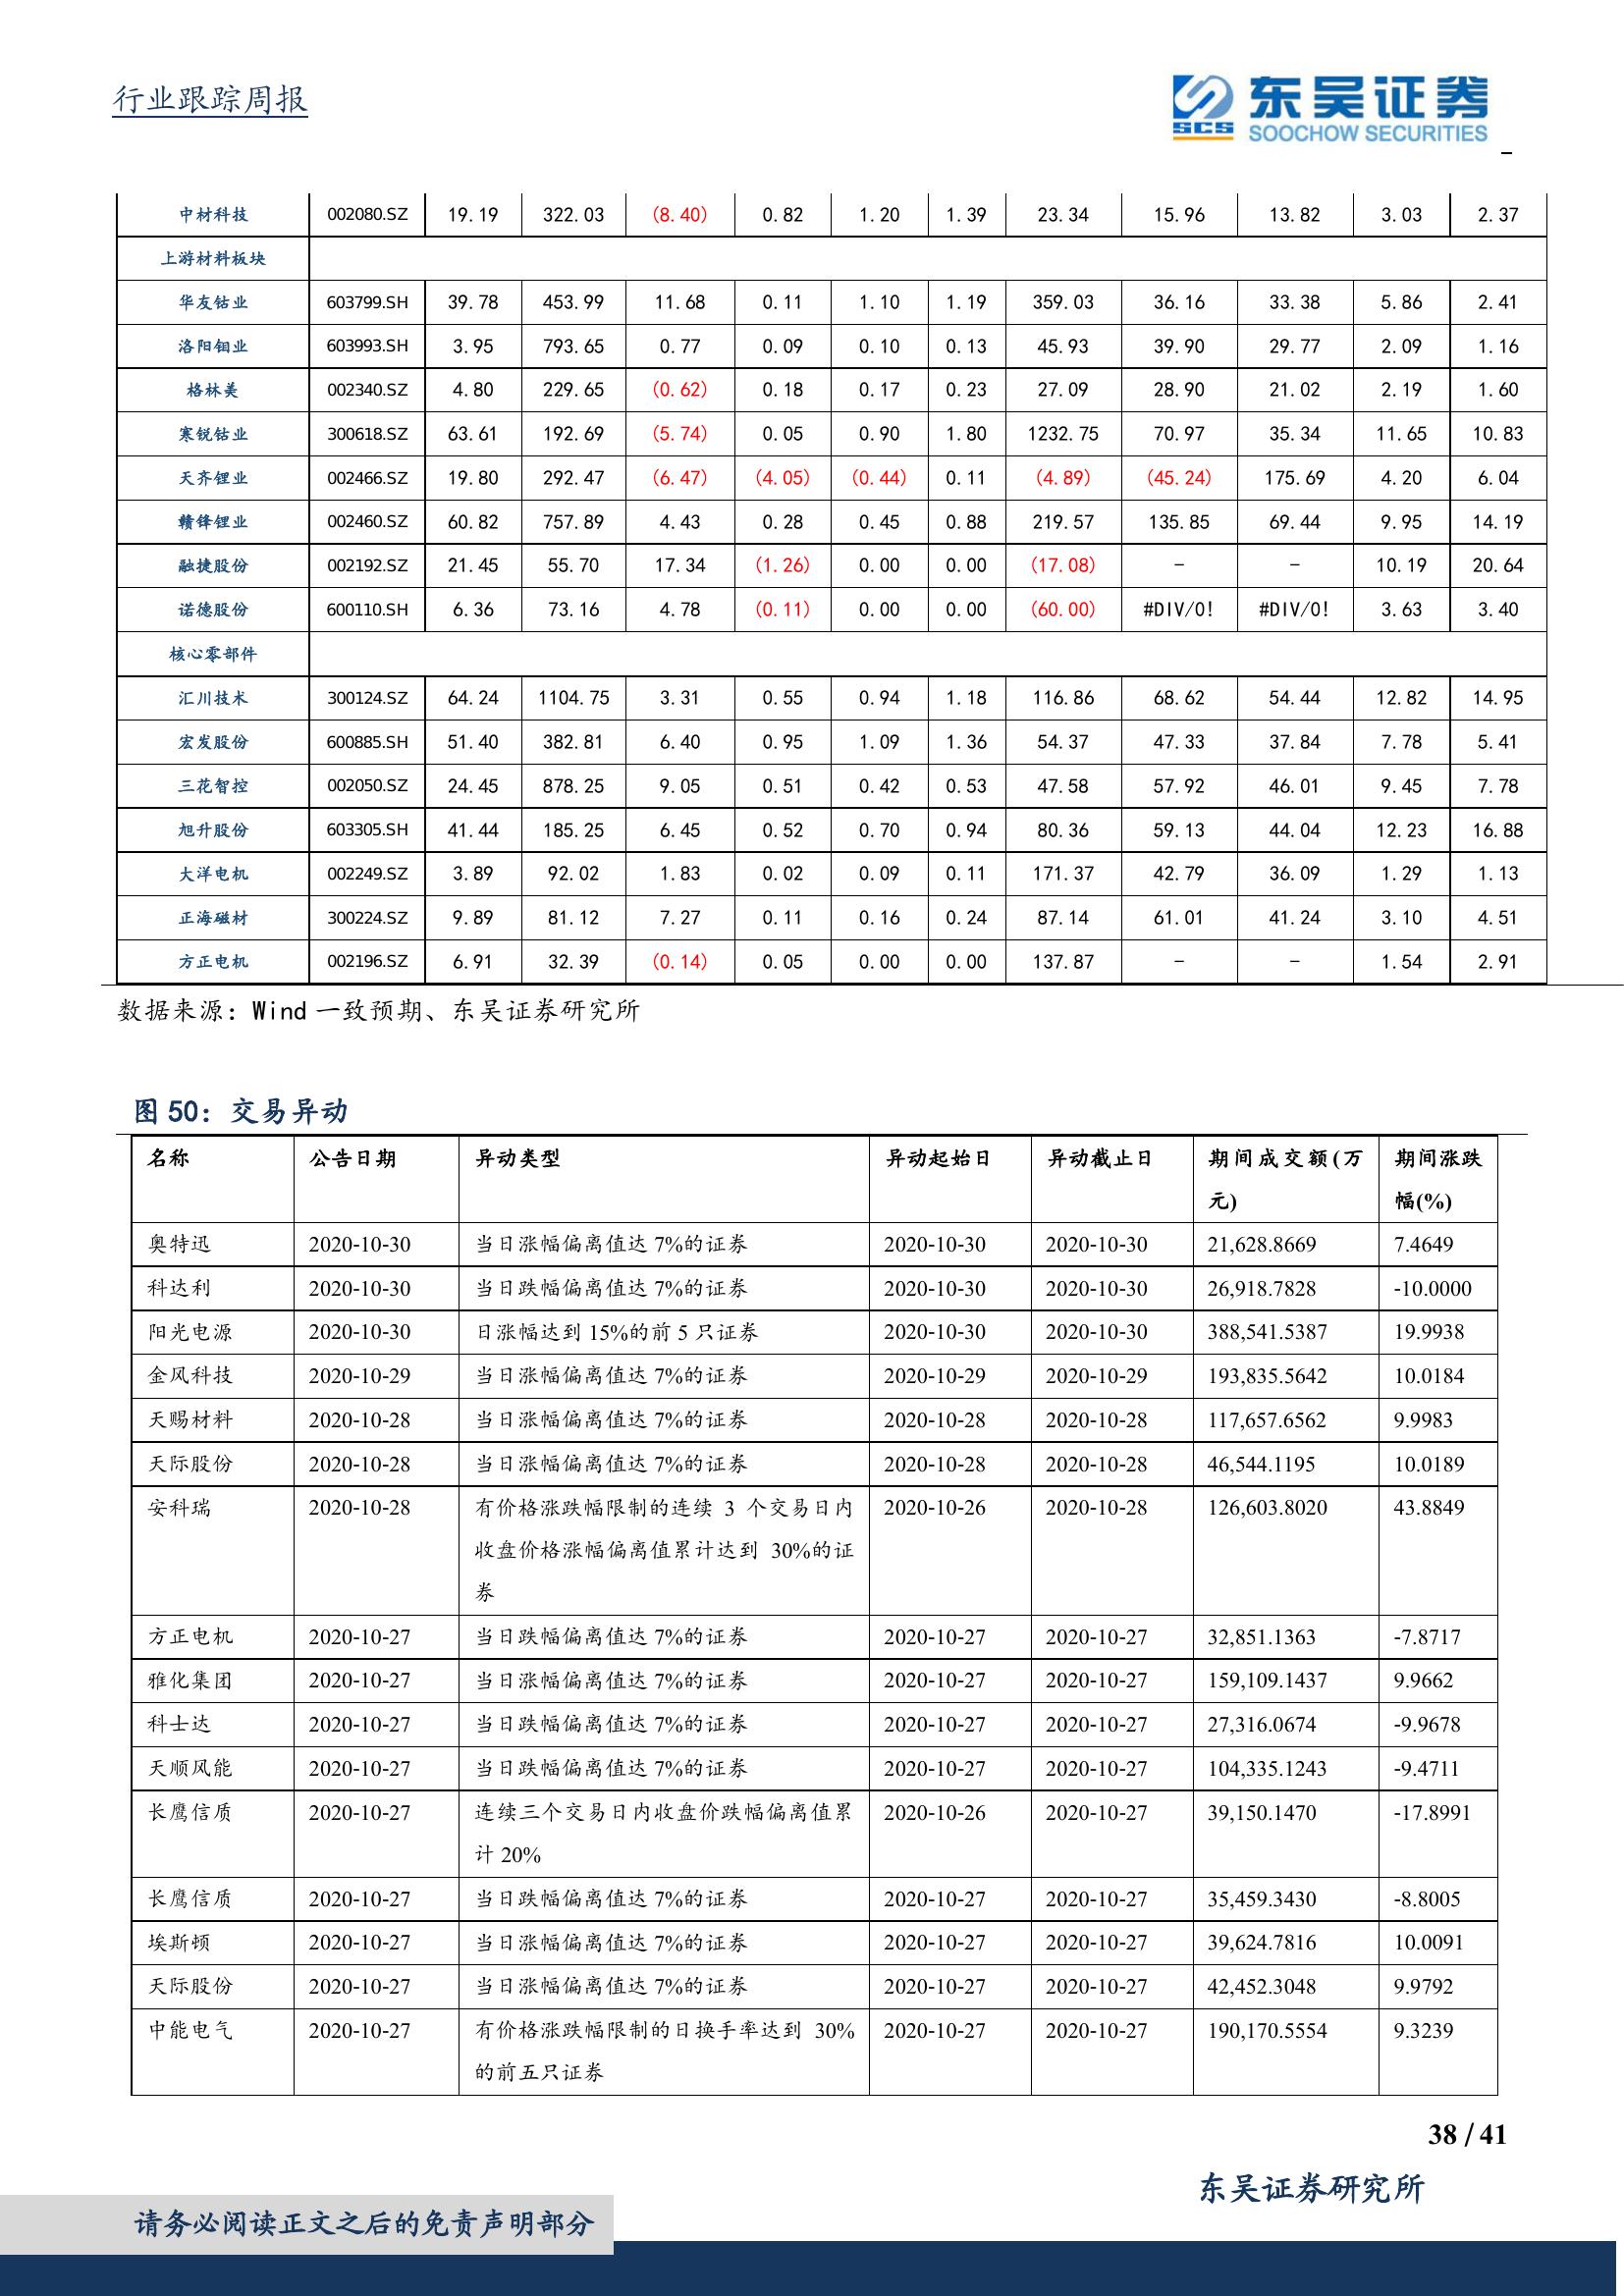 行业跟踪周报
SCS 东吴证券
SOOCHOW SECURITIES
中材科技 002080.SZ 19.19 322.03 (8.40) 0.82 1.20 1.39 23.34 15.96 13.82 3.03 2.37
上游材料板块
华友钴业 603799.SH 39.78 453.99 11.68 0.11 1.10 1.19 359.03 36.16 33.38 5.86 2.41
洛阳钼业 603993.SH 3.95 793.65 0.77 0.09 0.10 0.13 45.93 39.90 29.77 2.09 1.16
格林美 002340.SZ 4.80 229.65 (0.62) 0.18 0.17 0.23 27.09 28.90 21.02 2.19 1.60
寒锐钴业 300618.SZ 63.61 192.69 (5.74) 0.05 0.90 1.80 1232.75 70.97 35.34 11.65 10.83
天齐锂业 002466.SZ 19.80 292.47 (6.47) (4.05) (0.44) 0.11 (4.89) (45.24) 175.69 4.20 6.04
赣锋锂业 002460.SZ 60.82 757.89 4.43 0.28 0.45 0.88 219.57 135.85 69.44 9.95 14.19
融捷股份 002192.SZ 21.45 55.70 17.34 (1.26) 0.00 0.00 (17.08) - - 10.19 20.64
诺德股份 600110.SH 6.36 73.16 4.78 (0.11) 0.00 0.00 (60.00) #DIV/0! #DIV/0! 3.63 3.40
核心零部件
汇川技术 300124.SZ 64.24 1104.75 3.31 0.55 0.94 1.18 116.86 68.62 54.44 12.82 14.95
宏发股份 600885.SH 51.40 382.81 6.40 0.95 1.09 1.36 54.37 47.33 37.84 7.78 5.41
三花智控 002050.SZ 24.45 878.25 9.05 0.51 0.42 0.53 47.58 57.92 46.01 9.45 7.78
旭升股份 603305.SH 41.44 185.25 6.45 0.52 0.70 0.94 80.36 59.13 44.04 12.23 16.88
大洋电机 002249.SZ 3.89 92.02 1.83 0.02 0.09 0.11 171.37 42.79 36.09 1.29 1.13
正海磁材 300224.SZ 9.89 81.12 7.27 0.11 0.16 0.24 87.14 61.01 41.24 3.10 4.51
方正电机 002196.SZ 6.91 32.39 (0.14) 0.05 0.00 0.00 137.87 - - 1.54 2.91
数据来源：Wind 一致预期、东吴证券研究所
图 50：交易异动
名称 公告日期 异动类型 异动起始日 异动截止日 期间成交额(万 期间涨跌
元) 幅(%)
奥特迅 2020-10-30 当日涨幅偏离值达 7%的证券 2020-10-30 2020-10-30 21,628.8669 7.4649
科达利 2020-10-30 当日跌幅偏离值达 7%的证券 2020-10-30 2020-10-30 26,918.7828 -10.0000
阳光电源 2020-10-30 日涨幅达到 15%的前 5 只证券 2020-10-30 2020-10-30 388,541.5387 19.9938
金风科技 2020-10-29 当日涨幅偏离值达 7%的证券 2020-10-29 2020-10-29 193,835.5642 10.0184
天赐材料 2020-10-28 当日涨幅偏离值达 7%的证券 2020-10-28 2020-10-28 117,657.6562 9.9983
天际股份 2020-10-28 当日涨幅偏离值达 7%的证券 2020-10-28 2020-10-28 46,544.1195 10.0189
安科瑞 2020-10-28 有价格涨跌幅限制的连续 3 个交易日内 2020-10-26 2020-10-28 126,603.8020 43.8849
收盘价格涨幅偏离值累计达到 30%的证
券
方正电机 2020-10-27 当日跌幅偏离值达 7%的证券 2020-10-27 2020-10-27 32,851.1363 -7.8717
雅化集团 2020-10-27 当日涨幅偏离值达 7%的证券 2020-10-27 2020-10-27 159,109.1437 9.9662
科士达 2020-10-27 当日跌幅偏离值达 7%的证券 2020-10-27 2020-10-27 27,316.0674 -9.9678
天顺风能 2020-10-27 当日跌幅偏离值达 7%的证券 2020-10-27 2020-10-27 104,335.1243 -9.4711
长鹰信质 2020-10-27 连续三个交易日内收盘价跌幅偏离值累 2020-10-26 2020-10-27 39,150.1470 -17.8991
计 20%
长鹰信质 2020-10-27 当日跌幅偏离值达 7%的证券 2020-10-27 2020-10-27 35,459.3430 -8.8005
埃斯顿 2020-10-27 当日涨幅偏离值达 7%的证券 2020-10-27 2020-10-27 39,624.7816 10.0091
天际股份 2020-10-27 当日涨幅偏离值达 7%的证券 2020-10-27 2020-10-27 42,452.3048 9.9792
中能电气 2020-10-27 有价格涨跌幅限制的日换手率达到 30% 2020-10-27 2020-10-27 190,170.5554 9.3239
的前五只证券
38 / 41
东吴证券研究所
请务必阅读正文之后的免责声明部分